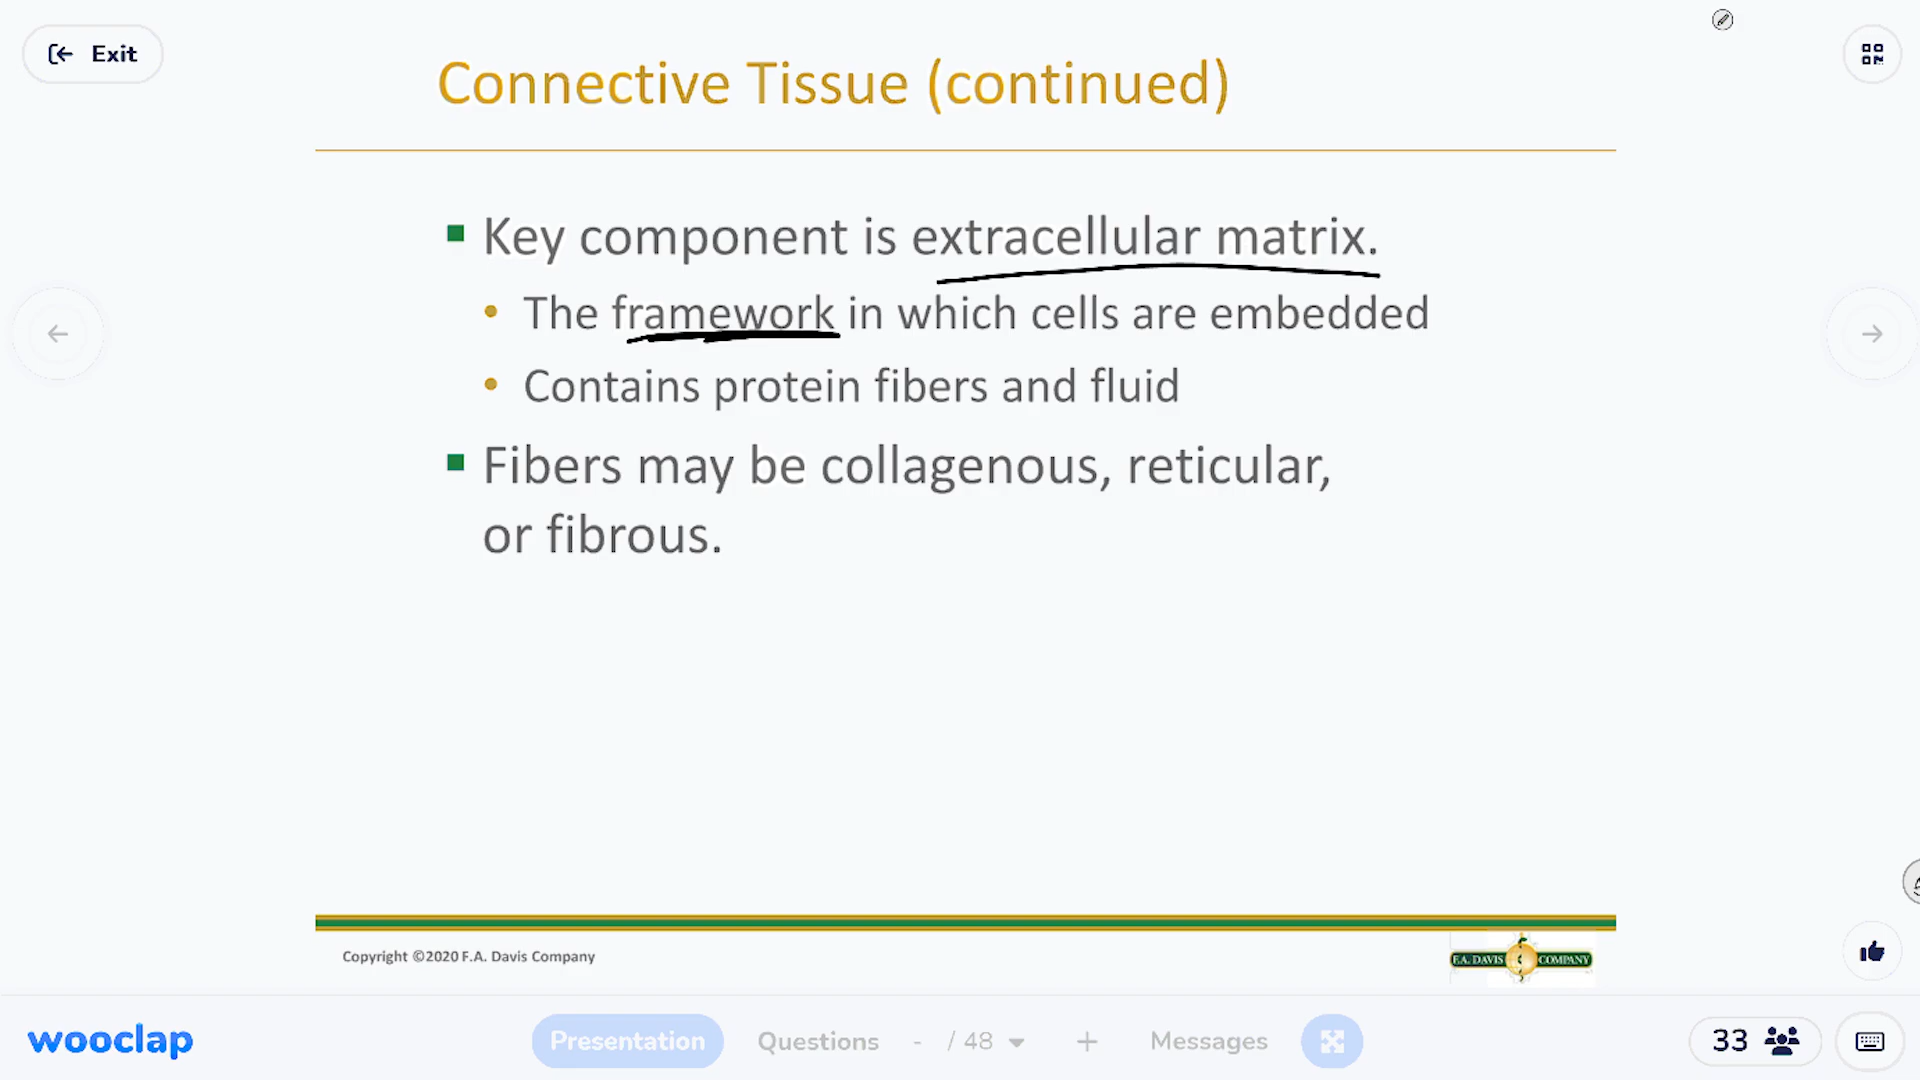 Exit
Connective Tissue (continued)
Key component is extracellular matrix.
The framework in which cells are embedded
Contains protein fibers and fluid
Fibers may be collagenous, reticular,
or fibrous.
Copyright ©2020 F.A. Davis Company
F.A. DAVIS COMPANY
wooclap
Presentation Questions - / 48 + Messages
33